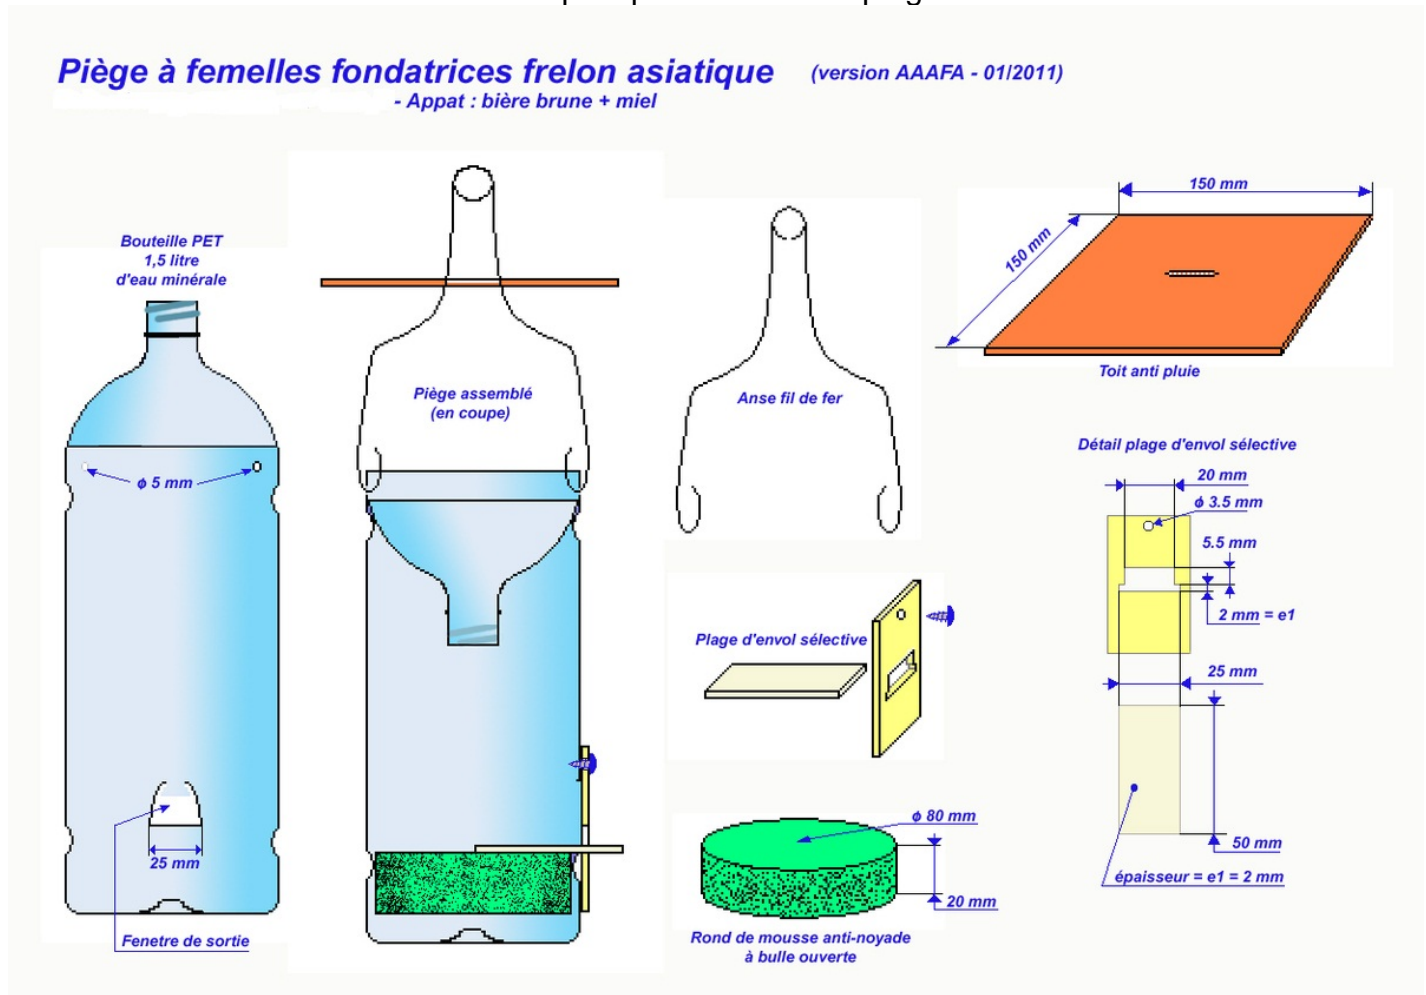 Piège à femelles fondatrices frelon asiatique (version AAAFA - 01/2011)
- Appat : bière brune + miel
Bouteille PET
1,5 litre
d'eau minérale
ϕ 5 mm
25 mm
Fenetre de sortie
Piège assemblé
(en coupe)
Anse fil de fer
150 mm
150 mm
Toit anti pluie
Plage d'envol sélective
ϕ 80 mm
20 mm
Rond de mousse anti-noyade
à bulle ouverte
Détail plage d'envol sélective
20 mm
ϕ 3.5 mm
5.5 mm
2 mm = e1
25 mm
50 mm
épaisseur = e1 = 2 mm